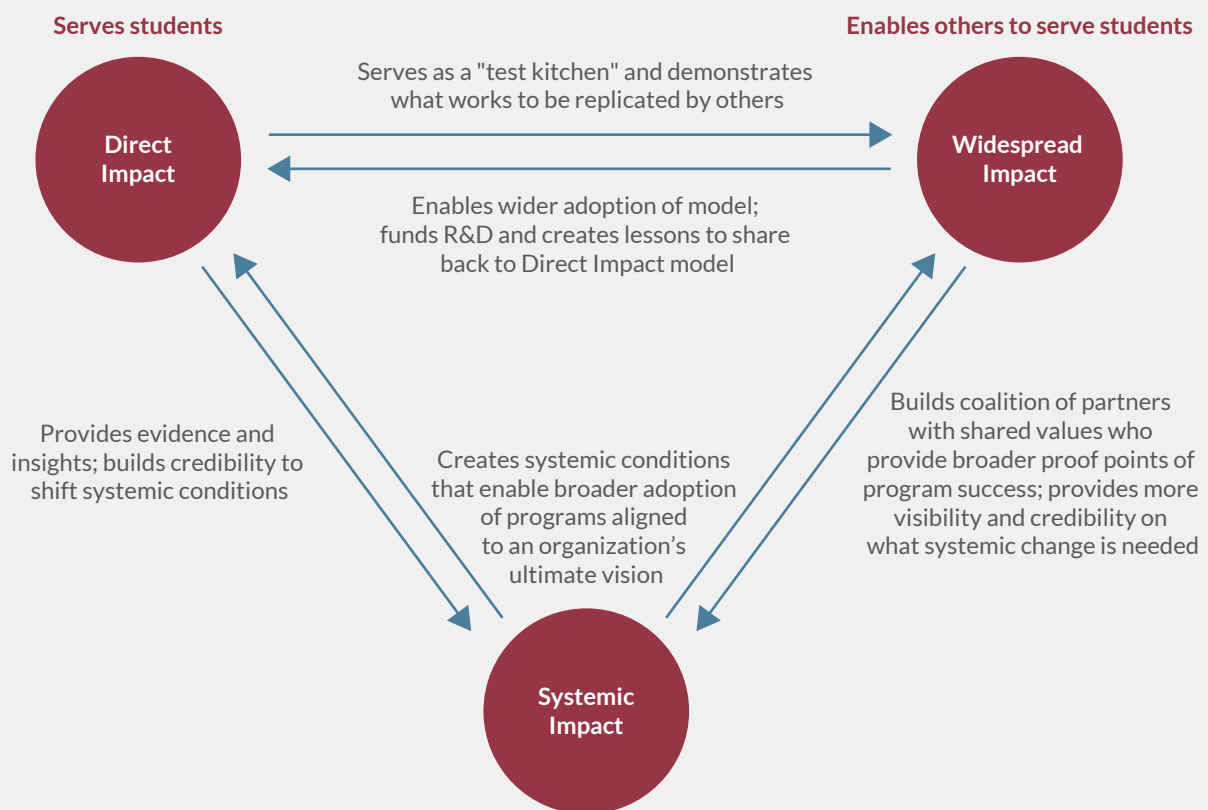 Serves students
Enables others to serve students
Serves as a "test kitchen" and demonstrates
what works to be replicated by others
Direct
Impact
Widespread
Impact
Enables wider adoption of model;
funds R&D and creates lessons to share
back to Direct Impact model
Provides evidence and
insights; builds credibility to
shift systemic conditions
Creates systemic conditions
that enable broader adoption
of programs aligned
to an organization’s
ultimate vision
Builds coalition of partners
with shared values who
provide broader proof points of
program success; provides more
visibility and credibility on
what systemic change is needed
Systemic
Impact